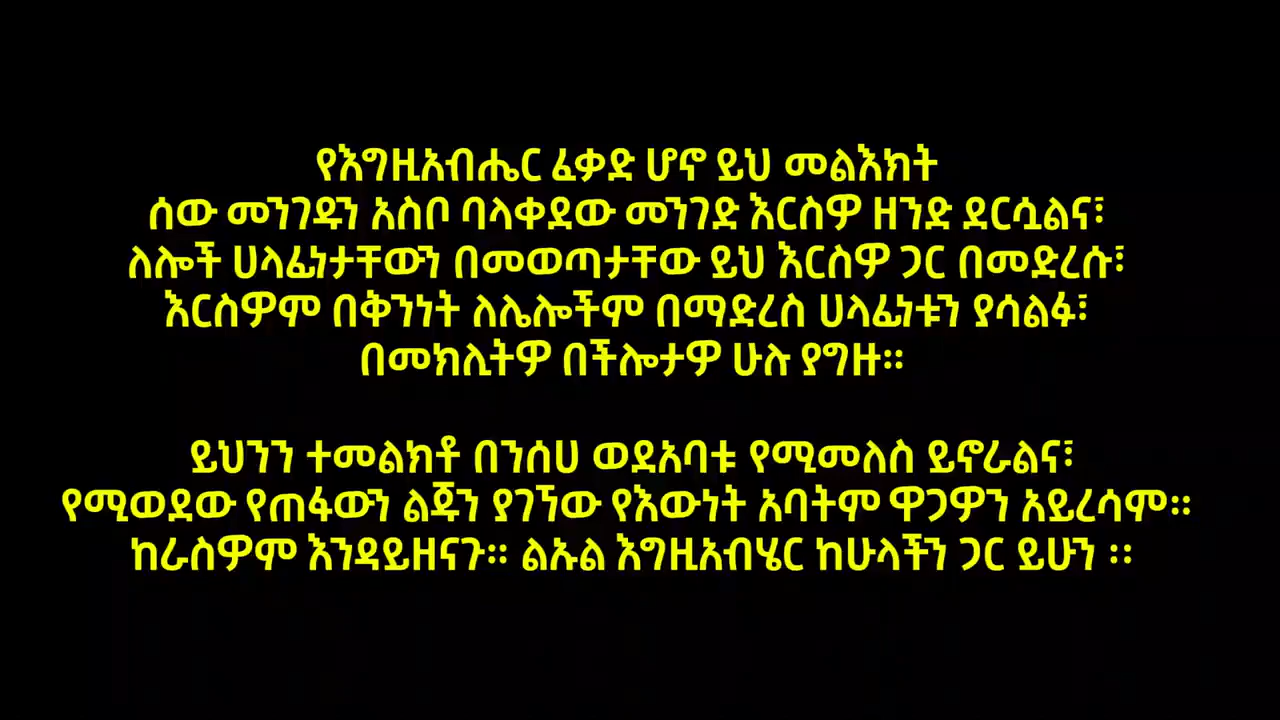 የእግዚአብሔር ፈቃድ ሆኖ ይህ መልእክት
ሰው መንገዱን አስቦ ባላቀደው መንገድ እርስዎ ዘንድ ደርሷልና፣
ለሎች ሀላፊነታቸውን በመወጣታቸው ይህ እርስዎ ጋር በመድረሱ፣
እርስዎም በቅንነት ለሌሎችም በማድረስ ሀላፊነቱን ያሳልፉ፣
በመክሊትዎ በችሎታዎ ሁሉ ያግዙ።
ይህንን ተመልክቶ በንሰሀ ወደአባቱ የሚመለስ ይኖራልና፣
የሚወደው የጠፋውን ልጁን ያገኘው የእውነት አባትም ዋጋዎን አይረሳም።
ከራስዎም እንዳይዘናጉ። ልኡል እግዚአብሄር ከሁላችን ጋር ይሁን ፡፡